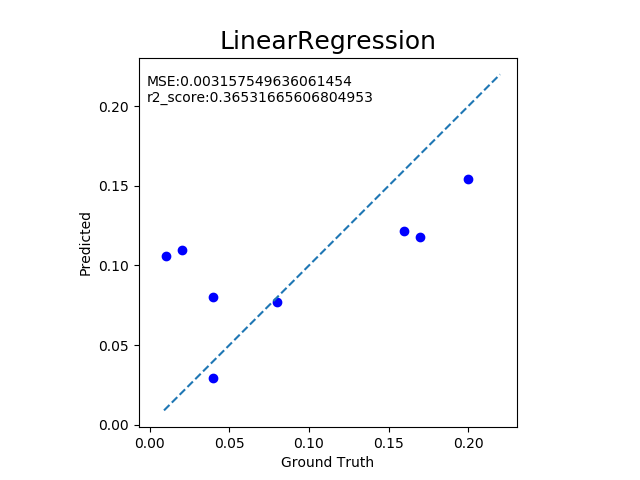 LinearRegression
MSE:0.003157549636061454
r2_score:0.36531665606804953
0.20
0.15
0.10
0.05
0.00
Predicted
0.00 0.05 0.10 0.15 0.20
Ground Truth